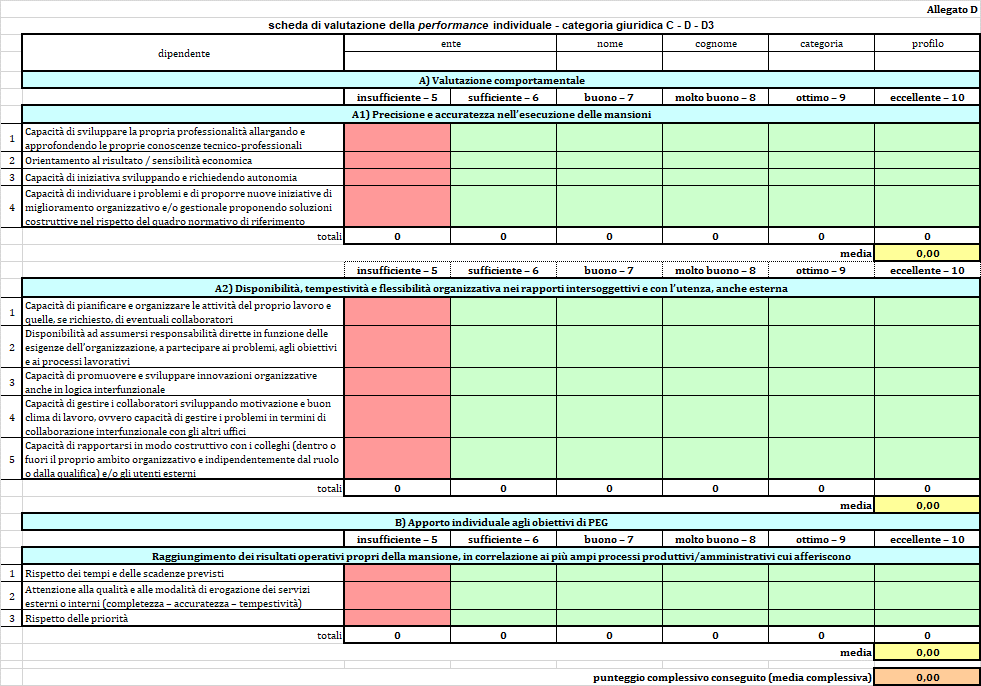 Allegato D
scheda di valutazione della performance individuale - categoria giuridica C - D - D3
dipendente
ente nome cognome categoria profilo
A) Valutazione comportamentale
insufficiente – 5 sufficiente – 6 buono – 7 molto buono – 8 ottimo – 9 eccellente – 10
A1) Precisione e accuratezza nell'esecuzione delle mansioni
1 Capacità di sviluppare la propria professionalità allargando e
approfondendo le proprie conoscenze tecnico-professionali
2 Orientamento al risultato / sensibilità economica
3 Capacità di iniziativa sviluppando e richiedendo autonomia
4 Capacità di individuare i problemi e di proporre nuove iniziative di
miglioramento organizzativo e/o gestionale proponendo soluzioni
costruttive nel rispetto del quadro normativo di riferimento
totali 0 0 0 0 0 0
media 0,00
insufficiente – 5 sufficiente – 6 buono – 7 molto buono – 8 ottimo – 9 eccellente – 10
A2) Disponibilità, tempestività e flessibilità organizzativa nei rapporti intersoggettivi e con l'utenza, anche esterna
1 Capacità di pianificare e organizzare le attività del proprio lavoro e
quelle, se richiesto, di eventuali collaboratori
2 Disponibilità ad assumersi responsabilità dirette in funzione delle
esigenze dell'organizzazione, a partecipare ai problemi, agli obiettivi
e ai processi lavorativi
3 Capacità di promuovere e sviluppare innovazioni organizzative
anche in logica interfunzionale
4 Capacità di gestire i collaboratori sviluppando motivazione e buon
clima di lavoro, ovvero capacità di gestire i problemi in termini di
collaborazione interfunzionale con gli altri uffici
5 Capacità di rapportarsi in modo costruttivo con i colleghi (dentro o
fuori il proprio ambito organizzativo e indipendentemente dal ruolo
o dalla qualifica) e/o gli utenti esterni
totali 0 0 0 0 0 0
media 0,00
B) Apporto individuale agli obiettivi di PEG
insufficiente – 5 sufficiente – 6 buono – 7 molto buono – 8 ottimo – 9 eccellente – 10
Raggiungimento dei risultati operativi propri della mansione, in correlazione ai più ampi processi produttivi/amministrativi cui afferiscono
1 Rispetto dei tempi e delle scadenze previsti
2 Attenzione alla qualità e alle modalità di erogazione dei servizi
esterni o interni (completezza – accuratezza – tempestività)
3 Rispetto delle priorità
totali 0 0 0 0 0 0
media 0,00
punteggio complessivo conseguito (media complessiva) 0,00